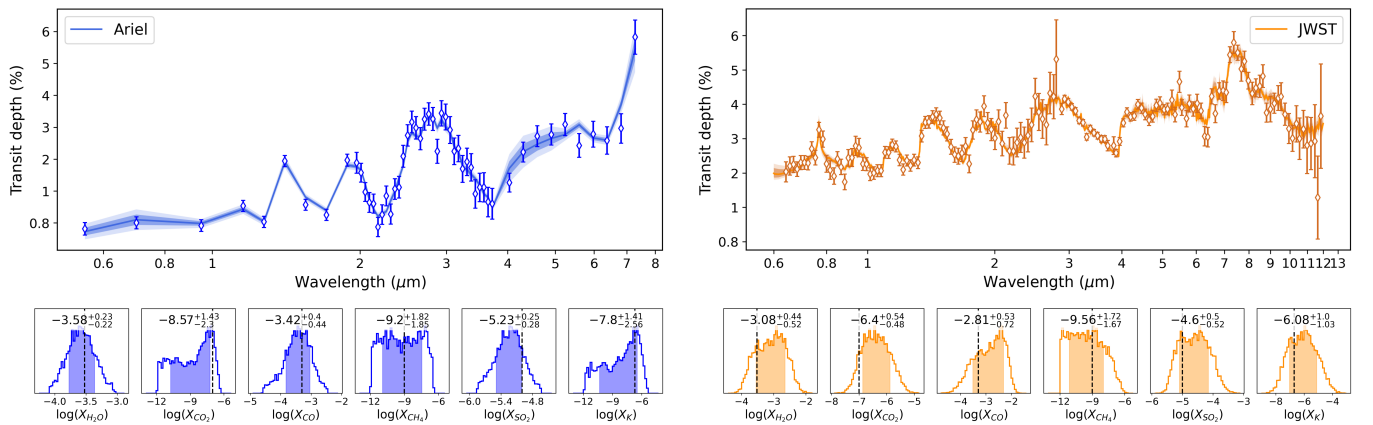 Ariel
Transit depth (%)
6
5
4
3
2
1
0.8
0.6 1 2 3 4 5 6 7 8
Wavelength (μm)
JWST
Transit depth (%)
6
5
4
3
2
1
0.8
0.6 0.8 1 2 3 4 5 6 7 8 9 10 11 12 13
Wavelength (μm)
−3.58+0.23−0.22
−4.0 −3.5 −3.0
log(X_H2O)
−8.57+1.43−2.3
−12 −9 −6
log(X_CO2)
−3.42+0.4−0.44
−5 −4 −3 −2
log(X_CO)
−9.2+1.82−1.85
−12 −9 −6
log(X_CH4)
−5.23+0.25−0.28
−6.0 −5.4 −4.8
log(X_SO2)
−7.8+1.41−2.56
−12 −9 −6
log(X_K)
−3.08+0.44−0.52
−4 −3 −2
log(X_H2O)
−6.4+0.54−0.48
−8 −7 −6 −5
log(X_CO2)
−2.81+0.53−0.72
−4 −3 −2
log(X_CO)
−9.56+1.72−1.67
−12 −9 −6
log(X_CH4)
−4.6+0.5−0.52
−6 −5 −4 −3
log(X_SO2)
−6.08+1.0−1.03
−8 −6 −4
log(X_K)